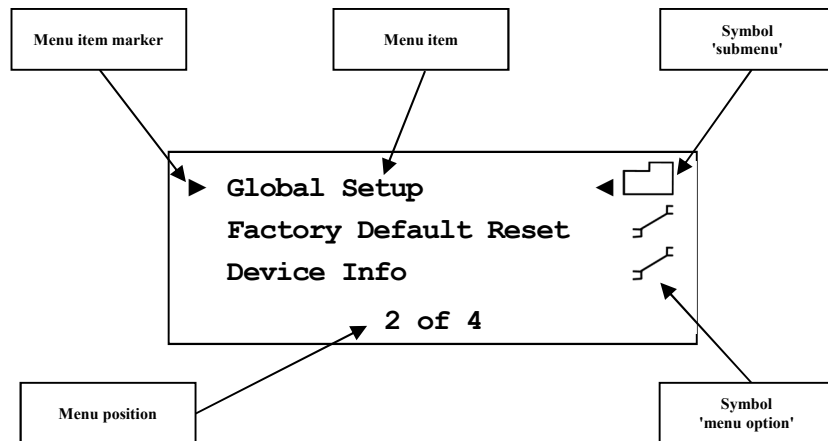 Menu item marker
Menu item
Symbol
'submenu'
Global Setup
Factory Default Reset
Device Info
2 of 4
Menu position
Symbol
'menu option'